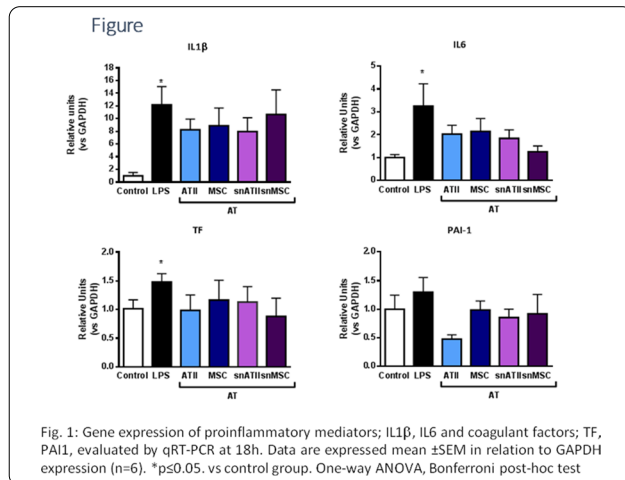 Figure
IL1β
Relative units
(vs GAPDH)
18
16
14
12
10
8
6
4
2
0
*
Control LPS ATII MSC snATII snMSC
AT
IL6
Relative units
(vs GAPDH)
5
4
3
2
1
0
*
Control LPS ATII MSC snATII snMSC
AT
TF
Relative Units
(vs GAPDH)
2.0
1.5
1.0
0.5
0.0
*
Control LPS ATII MSC snATII snMSC
AT
PAI-1
Relative Units
(vs GAPDH)
2.0
1.5
1.0
0.5
0.0
Control LPS ATII MSC snATII snMSC
AT
Fig. 1: Gene expression of proinflammatory mediators; IL1β, IL6 and coagulant factors; TF,
PAI1, evaluated by qRT-PCR at 18h. Data are expressed mean ±SEM in relation to GAPDH
expression (n=6). *p≤0.05. vs control group. One-way ANOVA, Bonferroni post-hoc test